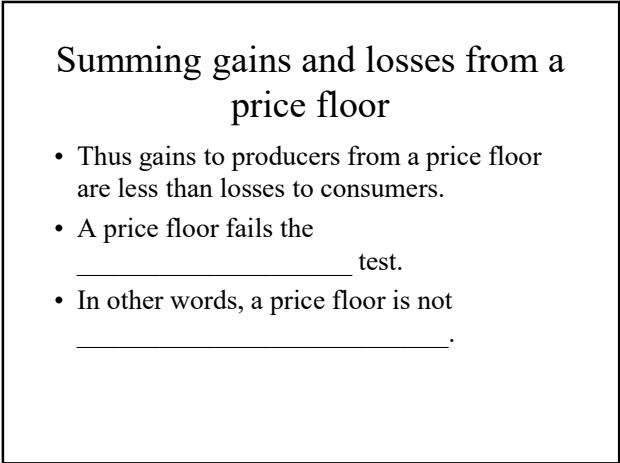 Summing gains and losses from a
price floor
• Thus gains to producers from a price floor
are less than losses to consumers.
• A price floor fails the
____________________ test.
• In other words, a price floor is not
___________________________.